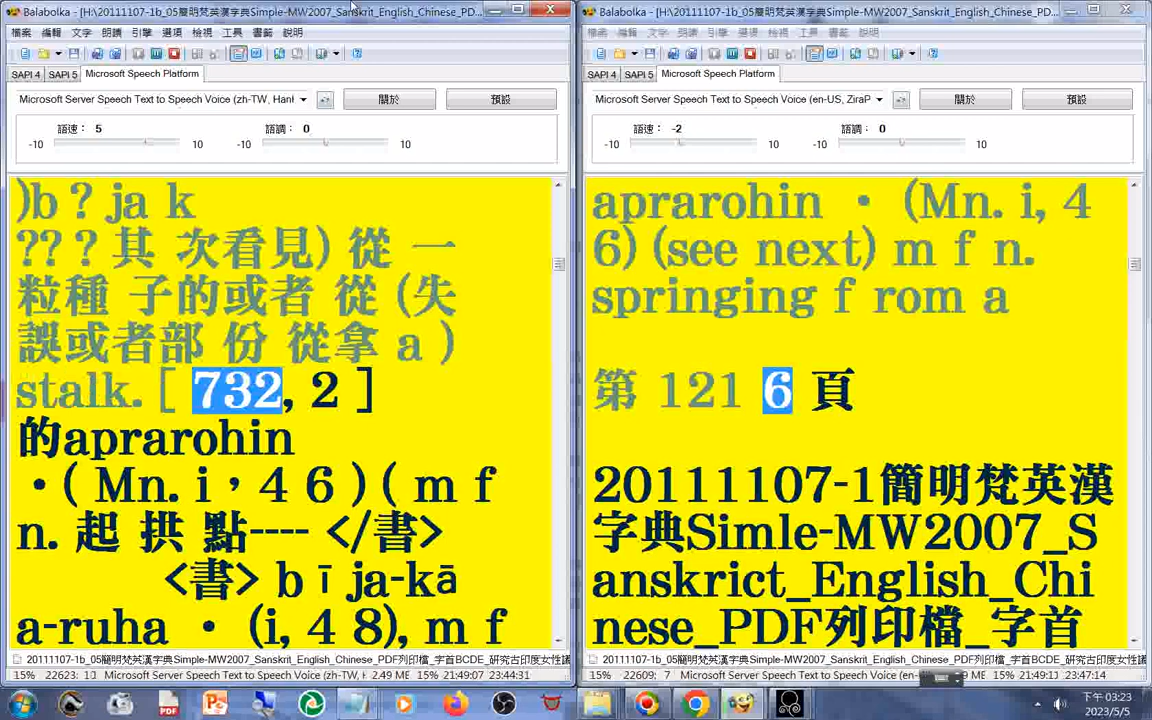 Balabolka - [H:\20111107-1b_05簡明梵英漢字典Simple-MW2007_Sanskrit_English_Chinese_PD...
檔案 編輯 文字 朗讀 引擎 選項 檢視 工具 書籤 說明
SAPI 4 SAPI 5 Microsoft Speech Platform
Microsoft Server Speech Text to Speech Voice (zh-TW, Hanl
關於 預設
語速： 5 語調： 0
-10 10 -10 10
)b ? ja k
?? ? 其 次看見) 從 一
粒種 子的或者 從 (失
誤或者部 份 從拿 a )
stalk. [ 732, 2 ]
的aprarohin
・( Mn. i，4 6 ) ( m f
n. 起 拱 點---- </書>
<書> b ī ja-kā
a-ruha ・ (i, 4 8), m f
20111107-1b_05簡明梵英漢字典Simple-MW2007_Sanskrit_English_Chinese_PDF列印檔_字首BCDE_研究古印度女性議
15% 22623: 1( Microsoft Server Speech Text to Speech Voice (zh-TW, H 2.49 ME 15% 21:49:07 23:44:31
Balabolka - [H:\20111107-1b_05簡明梵英漢字典Simple-MW2007_Sanskrit_English_Chinese_PD...
檔案 編輯 文字 朗讀 引擎 選項 檢視 工具 書籤 說明
SAPI 4 SAPI 5 Microsoft Speech Platform
Microsoft Server Speech Text to Speech Voice (en-US, ZiraP
關於 預設
語速： -2 語調： 0
-10 10 -10 10
aprarohin ・ (Mn. i, 4
6) (see next) m f n.
springing f rom a
第 121 6 頁
20111107-1簡明梵英漢
字典Simle-MW2007_S
anskrict_English_Chi
nese_PDF列印檔_字首
20111107-1b_05簡明梵英漢字典Simple-MW2007_Sanskrit_English_Chinese_PDF列印檔_字首BCDE_研究古印度女性議
15% 22609: 7 Microsoft Server Speech Text to Speech Voice (en-US, 15% 21:49:1 23:47:14
下午 03:23
2023/5/5